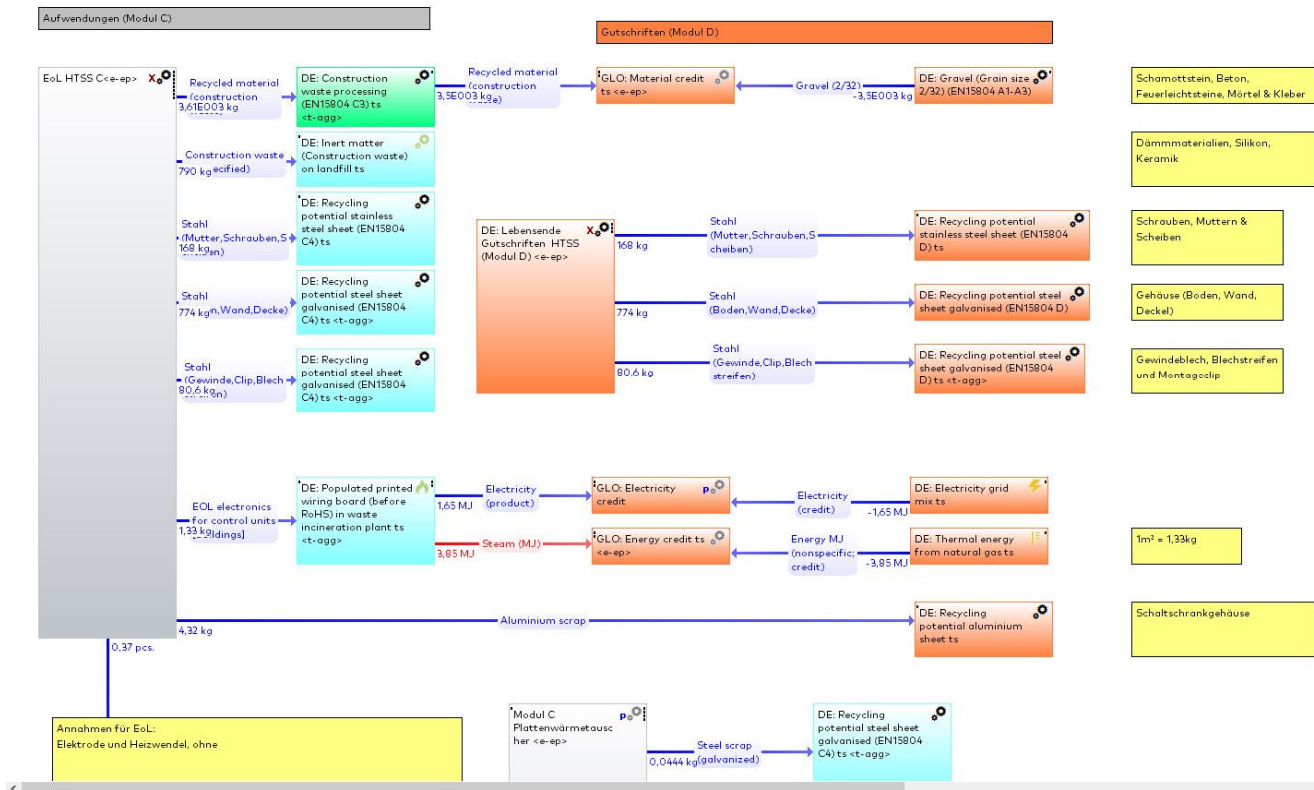 Aufwendungen (Modul C)
Gutschriften (Modul D)
EoL HTSS C<e-ep>
Recycled material
(construction
3,61E003 kg
DE: Construction
waste processing
(EN15804 C3) ts
<t-agg>
Recycled material
(construction
3,5E003 kg
GLO: Material credit
ts <e-ep>
Gravel (2/32)
-3,5E003 kg
DE: Gravel (Grain size
2/32) (EN15804 A1-A3)
Schamottstein, Beton,
Feuerleichtsteine, Mörtel & Kleber
Construction waste
790 kg ecified)
DE: Inert matter
(Construction waste)
on landfill ts
Dämmmaterialien, Silikon,
Keramik
Stahl
(Mutter,Schrauben,S
168 kg
DE: Recycling
potential stainless
steel sheet (EN15804
C4) ts
DE: Lebensende
Gutschriften HTSS
(Modul D) <e-ep>
Stahl
(Mutter,Schrauben,S
cheiben)
168 kg
DE: Recycling potential
stainless steel sheet (EN15804
D) ts
Schrauben, Muttern &
Scheiben
Stahl
774 kg n,Wand,Decke)
DE: Recycling
potential steel sheet
galvanised (EN15804
C4) ts <t-agg>
Stahl
(Boden,Wand,Decke)
774 kg
DE: Recycling potential steel
sheet galvanised (EN15804 D)
Gehäuse (Boden, Wand,
Deckel)
Stahl
(Gewinde,Clip,Blech
80,6 kg
DE: Recycling
potential steel sheet
galvanised (EN15804
C4) ts <t-agg>
Stahl
(Gewinde,Clip,Blech
streifen)
80,6 kg
DE: Recycling potential steel
sheet galvanised (EN15804
D) ts <t-agg>
Gewindeblech, Blechstreifen
und Montageclip
EOL electronics
for control units
1,33 kg ldings]
DE: Populated printed
wiring board (before
RoHS) in waste
incineration plant ts
<t-agg>
Electricity
(product)
1,65 MJ
GLO: Electricity
credit
p
Electricity
(credit)
-1,65 MJ
DE: Electricity grid
mix ts
Steam (MJ)
3,85 MJ
GLO: Energy credit ts
<e-ep>
Energy MJ
(nonspecific;
credit)
-3,85 MJ
DE: Thermal energy
from natural gas ts
1m² = 1,33kg
4,32 kg
Aluminium scrap
DE: Recycling
potential aluminium
sheet ts
Schaltschrankgehäuse
0,37 pcs.
Annahmen für EoL:
Elektrode und Heizwendel, ohne
Modul C
Plattenwärmetausc
her <e-ep>
p
Steel scrap
(galvanized)
0,0444 kg
DE: Recycling
potential steel sheet
galvanised (EN15804
C4) ts <t-agg>